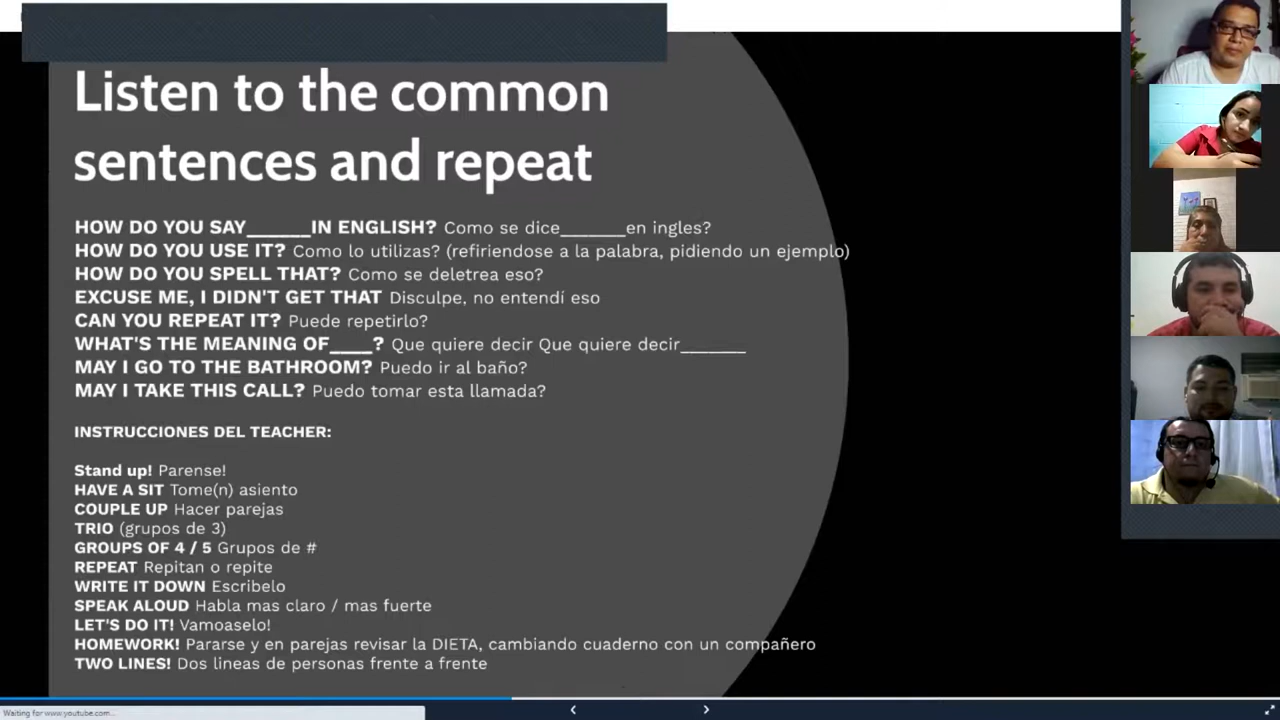 Listen to the common
sentences and repeat
HOW DO YOU SAY______IN ENGLISH? Como se dice______en ingles?
HOW DO YOU USE IT? Como lo utilizas? (refiriendose a la palabra, pidiendo un ejemplo)
HOW DO YOU SPELL THAT? Como se deletrea eso?
EXCUSE ME, I DIDN'T GET THAT Disculpe, no entendí eso
CAN YOU REPEAT IT? Puede repetirlo?
WHAT'S THE MEANING OF____? Que quiere decir Que quiere decir______
MAY I GO TO THE BATHROOM? Puedo ir al baño?
MAY I TAKE THIS CALL? Puedo tomar esta llamada?
INSTRUCCIONES DEL TEACHER:
Stand up! Parense!
HAVE A SIT Tome(n) asiento
COUPLE UP Hacer parejas
TRIO (grupos de 3)
GROUPS OF 4 / 5 Grupos de #
REPEAT Repitan o repite
WRITE IT DOWN Escribelo
SPEAK ALOUD Habla mas claro / mas fuerte
LET'S DO IT! Vamoaselo!
HOMEWORK! Pararse y en parejas revisar la DIETA, cambiando cuaderno con un compañero
TWO LINES! Dos lineas de personas frente a frente
Waiting for www.youtube.com...